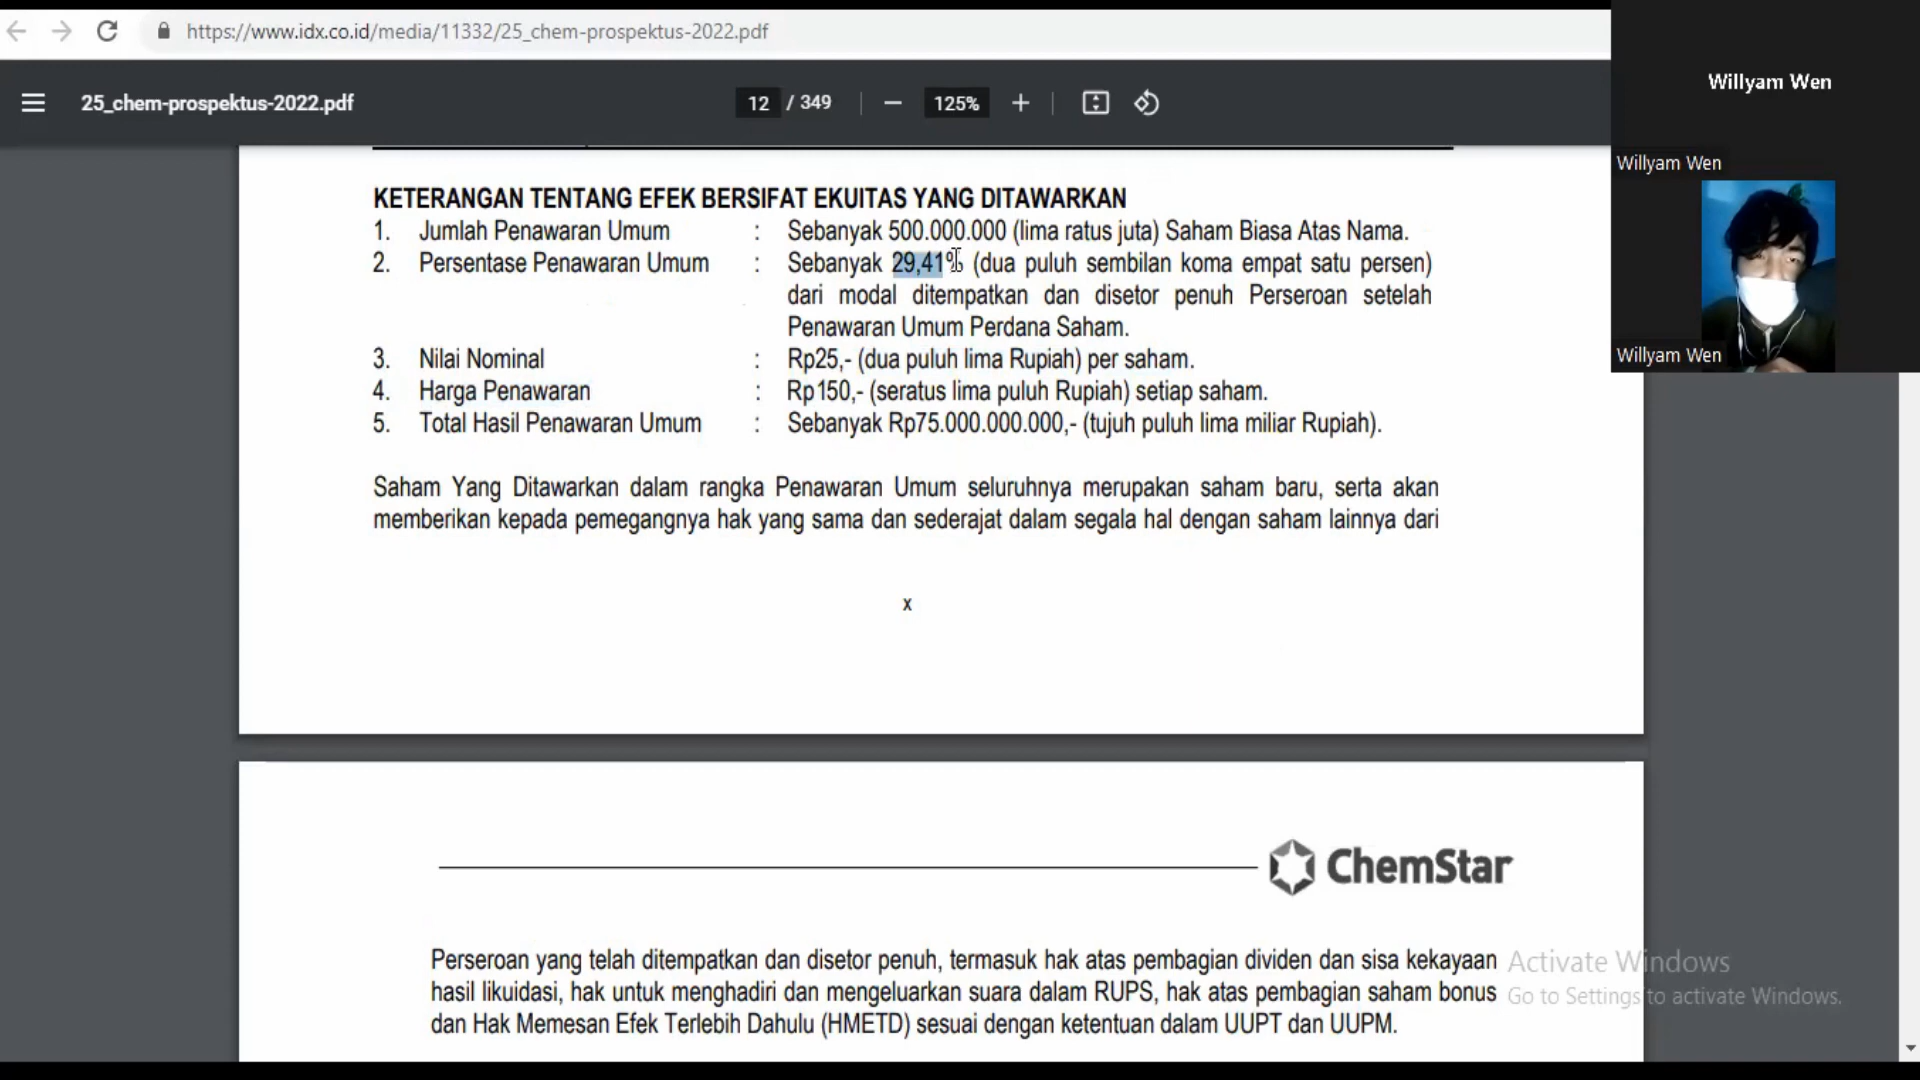 https://www.idx.co.id/media/11332/25_chem-prospektus-2022.pdf
Willyam Wen
25_chem-prospektus-2022.pdf
12 / 349
125%
Willyam Wen
KETERANGAN TENTANG EFEK BERSIFAT EKUITAS YANG DITAWARKAN
1. Jumlah Penawaran Umum : Sebanyak 500.000.000 (lima ratus juta) Saham Biasa Atas Nama.
2. Persentase Penawaran Umum : Sebanyak 29,41% (dua puluh sembilan koma empat satu persen)
dari modal ditempatkan dan disetor penuh Perseroan setelah
Penawaran Umum Perdana Saham.
Willyam Wen
3. Nilai Nominal : Rp25,- (dua puluh lima Rupiah) per saham.
4. Harga Penawaran : Rp150,- (seratus lima puluh Rupiah) setiap saham.
5. Total Hasil Penawaran Umum : Sebanyak Rp75.000.000.000,- (tujuh puluh lima miliar Rupiah).
Saham Yang Ditawarkan dalam rangka Penawaran Umum seluruhnya merupakan saham baru, serta akan
memberikan kepada pemegangnya hak yang sama dan sederajat dalam segala hal dengan saham lainnya dari
x
ChemStar
Perseroan yang telah ditempatkan dan disetor penuh, termasuk hak atas pembagian dividen dan sisa kekayaan
hasil likuidasi, hak untuk menghadiri dan mengeluarkan suara dalam RUPS, hak atas pembagian saham bonus
dan Hak Memesan Efek Terlebih Dahulu (HMETD) sesuai dengan ketentuan dalam UUPT dan UUPM.
Activate Windows
Go to Settings to activate Windows.